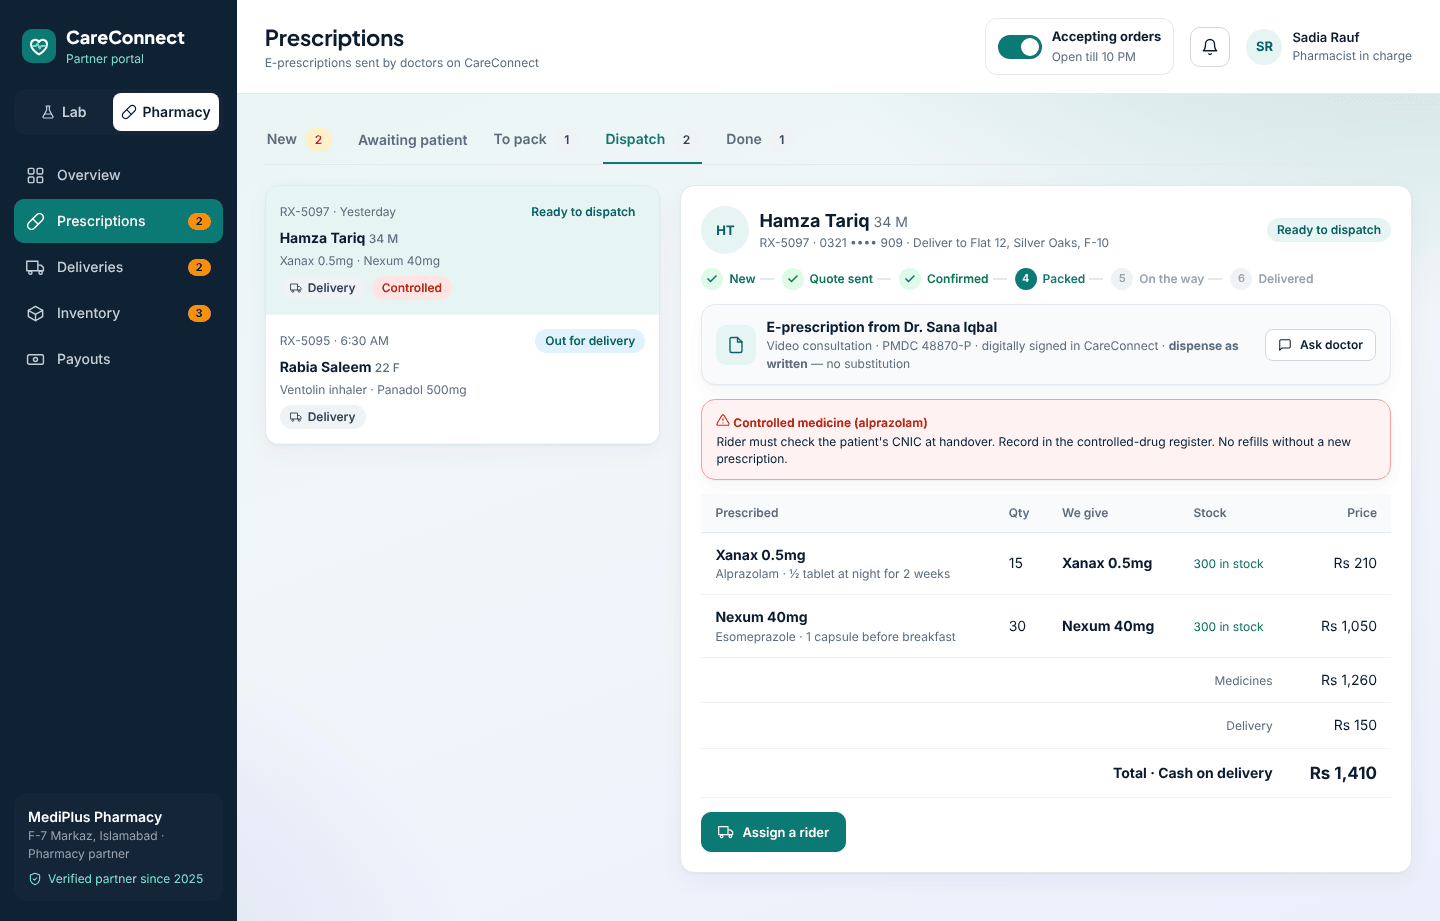 CareConnect
Partner portal
Lab
Pharmacy
Overview
Prescriptions 2
Deliveries 2
Inventory 3
Payouts
MediPlus Pharmacy
F-7 Markaz, Islamabad ·
Pharmacy partner
Verified partner since 2025
Prescriptions
E-prescriptions sent by doctors on CareConnect
Accepting orders
Open till 10 PM
SR
Sadia Rauf
Pharmacist in charge
New 2
Awaiting patient
To pack 1
Dispatch 2
Done 1
RX-5097 · Yesterday
Ready to dispatch
Hamza Tariq 34 M
Xanax 0.5mg · Nexum 40mg
Delivery
Controlled
RX-5095 · 6:30 AM
Out for delivery
Rabia Saleem 22 F
Ventolin inhaler · Panadol 500mg
Delivery
HT
Hamza Tariq 34 M
RX-5097 · 0321 •••• 909 · Deliver to Flat 12, Silver Oaks, F-10
Ready to dispatch
New
Quote sent
Confirmed
4 Packed
5 On the way
6 Delivered
E-prescription from Dr. Sana Iqbal
Video consultation · PMDC 48870-P · digitally signed in CareConnect · dispense as
written — no substitution
Ask doctor
Controlled medicine (alprazolam)
Rider must check the patient's CNIC at handover. Record in the controlled-drug register. No refills without a new
prescription.
Prescribed Qty We give Stock Price
Xanax 0.5mg
Alprazolam · ½ tablet at night for 2 weeks
15 Xanax 0.5mg 300 in stock Rs 210
Nexum 40mg
Esomeprazole · 1 capsule before breakfast
30 Nexum 40mg 300 in stock Rs 1,050
Medicines Rs 1,260
Delivery Rs 150
Total · Cash on delivery Rs 1,410
Assign a rider